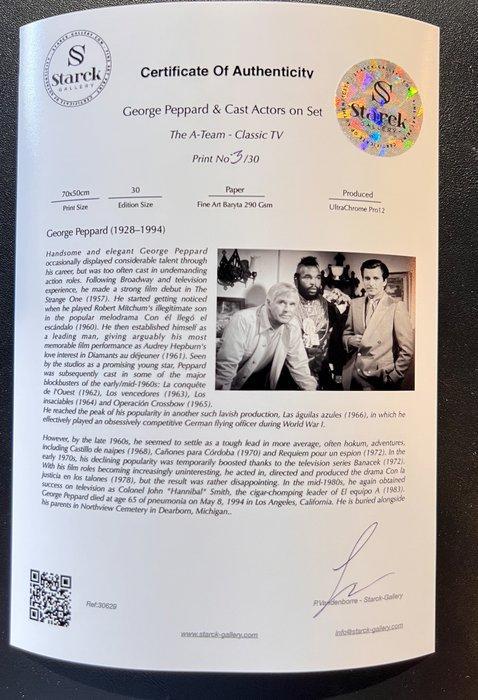 STARCK-GALLERY.COM
S
Starck
GALLERY
Certificate Of Authenticity
S
Starck
GALLERY
George Peppard & Cast Actors on Set
The A-Team - Classic TV
Print No 3/30
70x50cm
Print Size
30
Edition Size
Paper
Fine Art Baryta 290 Gsm
Produced
UltraChrome Pro12
George Peppard (1928–1994)
Handsome and elegant George Peppard
occasionally displayed considerable talent through
his career, but was too often cast in undemanding
action roles. Following Broadway and television
experience, he made a strong film debut in The
Strange One (1957). He started getting noticed
when he played Robert Mitchum's illegitimate son
in the popular melodrama Con él llegó el
escándalo (1960). He then established himself as
a leading man, giving arguably his most
memorable film performance as Audrey Hepburn's
love interest in Diamants au déjeuner (1961). Seen
by the studios as a promising young star, Peppard
was subsequently cast in some of the major
blockbusters of the early/mid-1960s: La conquête
de l'Ouest (1962), Los vencedores (1963), Los
insaciables (1964) and Operación Crossbow (1965).
He reached the peak of his popularity in another such lavish production, Las águilas azules (1966), in which he
effectively played an obsessively competitive German flying officer during World War I.
However, by the late 1960s, he seemed to settle as a tough lead in more average, often hokum, adventures,
including Castillo de naipes (1968), Cañones para Córdoba (1970) and Requiem pour un espion (1972). In the
early 1970s, his declining popularity was temporarily boosted thanks to the television series Banacek (1972).
With his film roles becoming increasingly uninteresting, he acted in, directed and produced the drama Con la
justicia en los talones (1978), but the result was rather disappointing. In the mid-1980s, he again obtained
success on television as Colonel John "Hannibal" Smith, the cigar-chomping leader of El equipo A (1983).
George Peppard died at age 65 of pneumonia on May 8, 1994 in Los Angeles, California. He is buried alongside
his parents in Northview Cemetery in Dearborn, Michigan..
Ref:30629
P.Vandenborre - Starck-Gallery
www.starck-gallery.com
info@starck-gallery.com